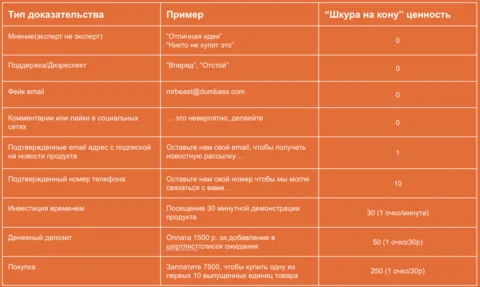 Тип доказательства
Пример
“Шкура на кону” ценность
Мнение(эксперт не эксперт)
"Отличная идея"
"Никто не купит это"
0
Поддержка/Дизреспект
"Вперед", "Отстой"
0
Фейк email
mrbeast@dumbass.com
0
Комментарии или лайки в социальных
сетях
… это невероятно, делаейте
0
Подтвержденные email адрес с подпиской
на новости продукта
Оставьте нам свой email, чтобы получать
новостную рассылку…
1
Подтвержденный номер телефона
Оставьте нам свой номер чтобы мы могли
связаться с вами…
10
Инвестиция временем
Посещение 30 минутной демонстрации
продукта
30 (1 очко/минута)
Денежный депозит
Оплата 1500 р. за добавление в
шортлист/список ожидания
50 (1 очко/30р)
Покупка
Заплатите 7500, чтобы купить одну из
первых 10 выпущенных единиц товара
250 (1 очко/30р)